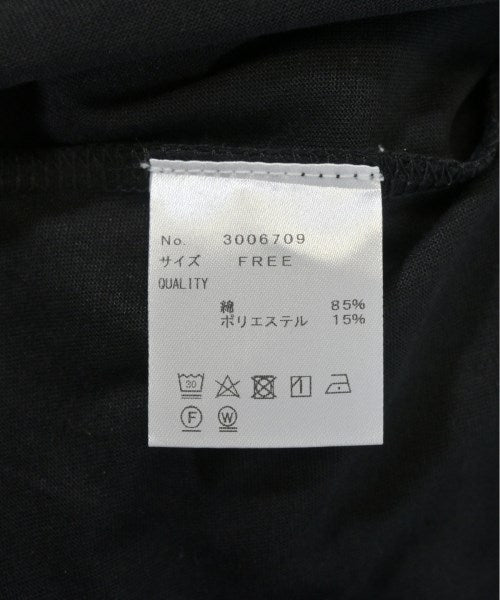 No. 3006709
サイズ FREE
QUALITY
綿 85%
ポリエステル 15%
30
F W